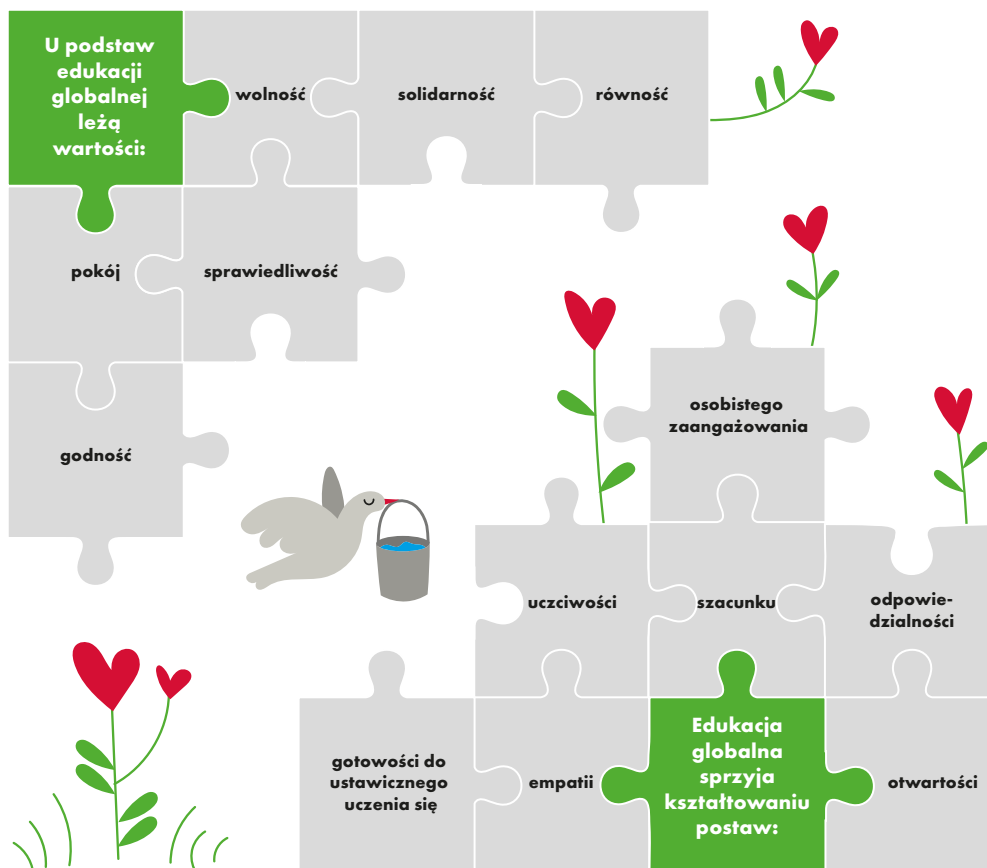 U podstaw
edukacji
globalnej
leżą
wartości:
wolność
solidarność
równość
pokój
sprawiedliwość
godność
osobistego
zaangażowania
uczciwości
szacunku
odpowie-
dzialności
gotowości do
ustawicznego
uczenia się
empatii
Edukacja
globalna
sprzyja
kształtowaniu
postaw:
otwartości